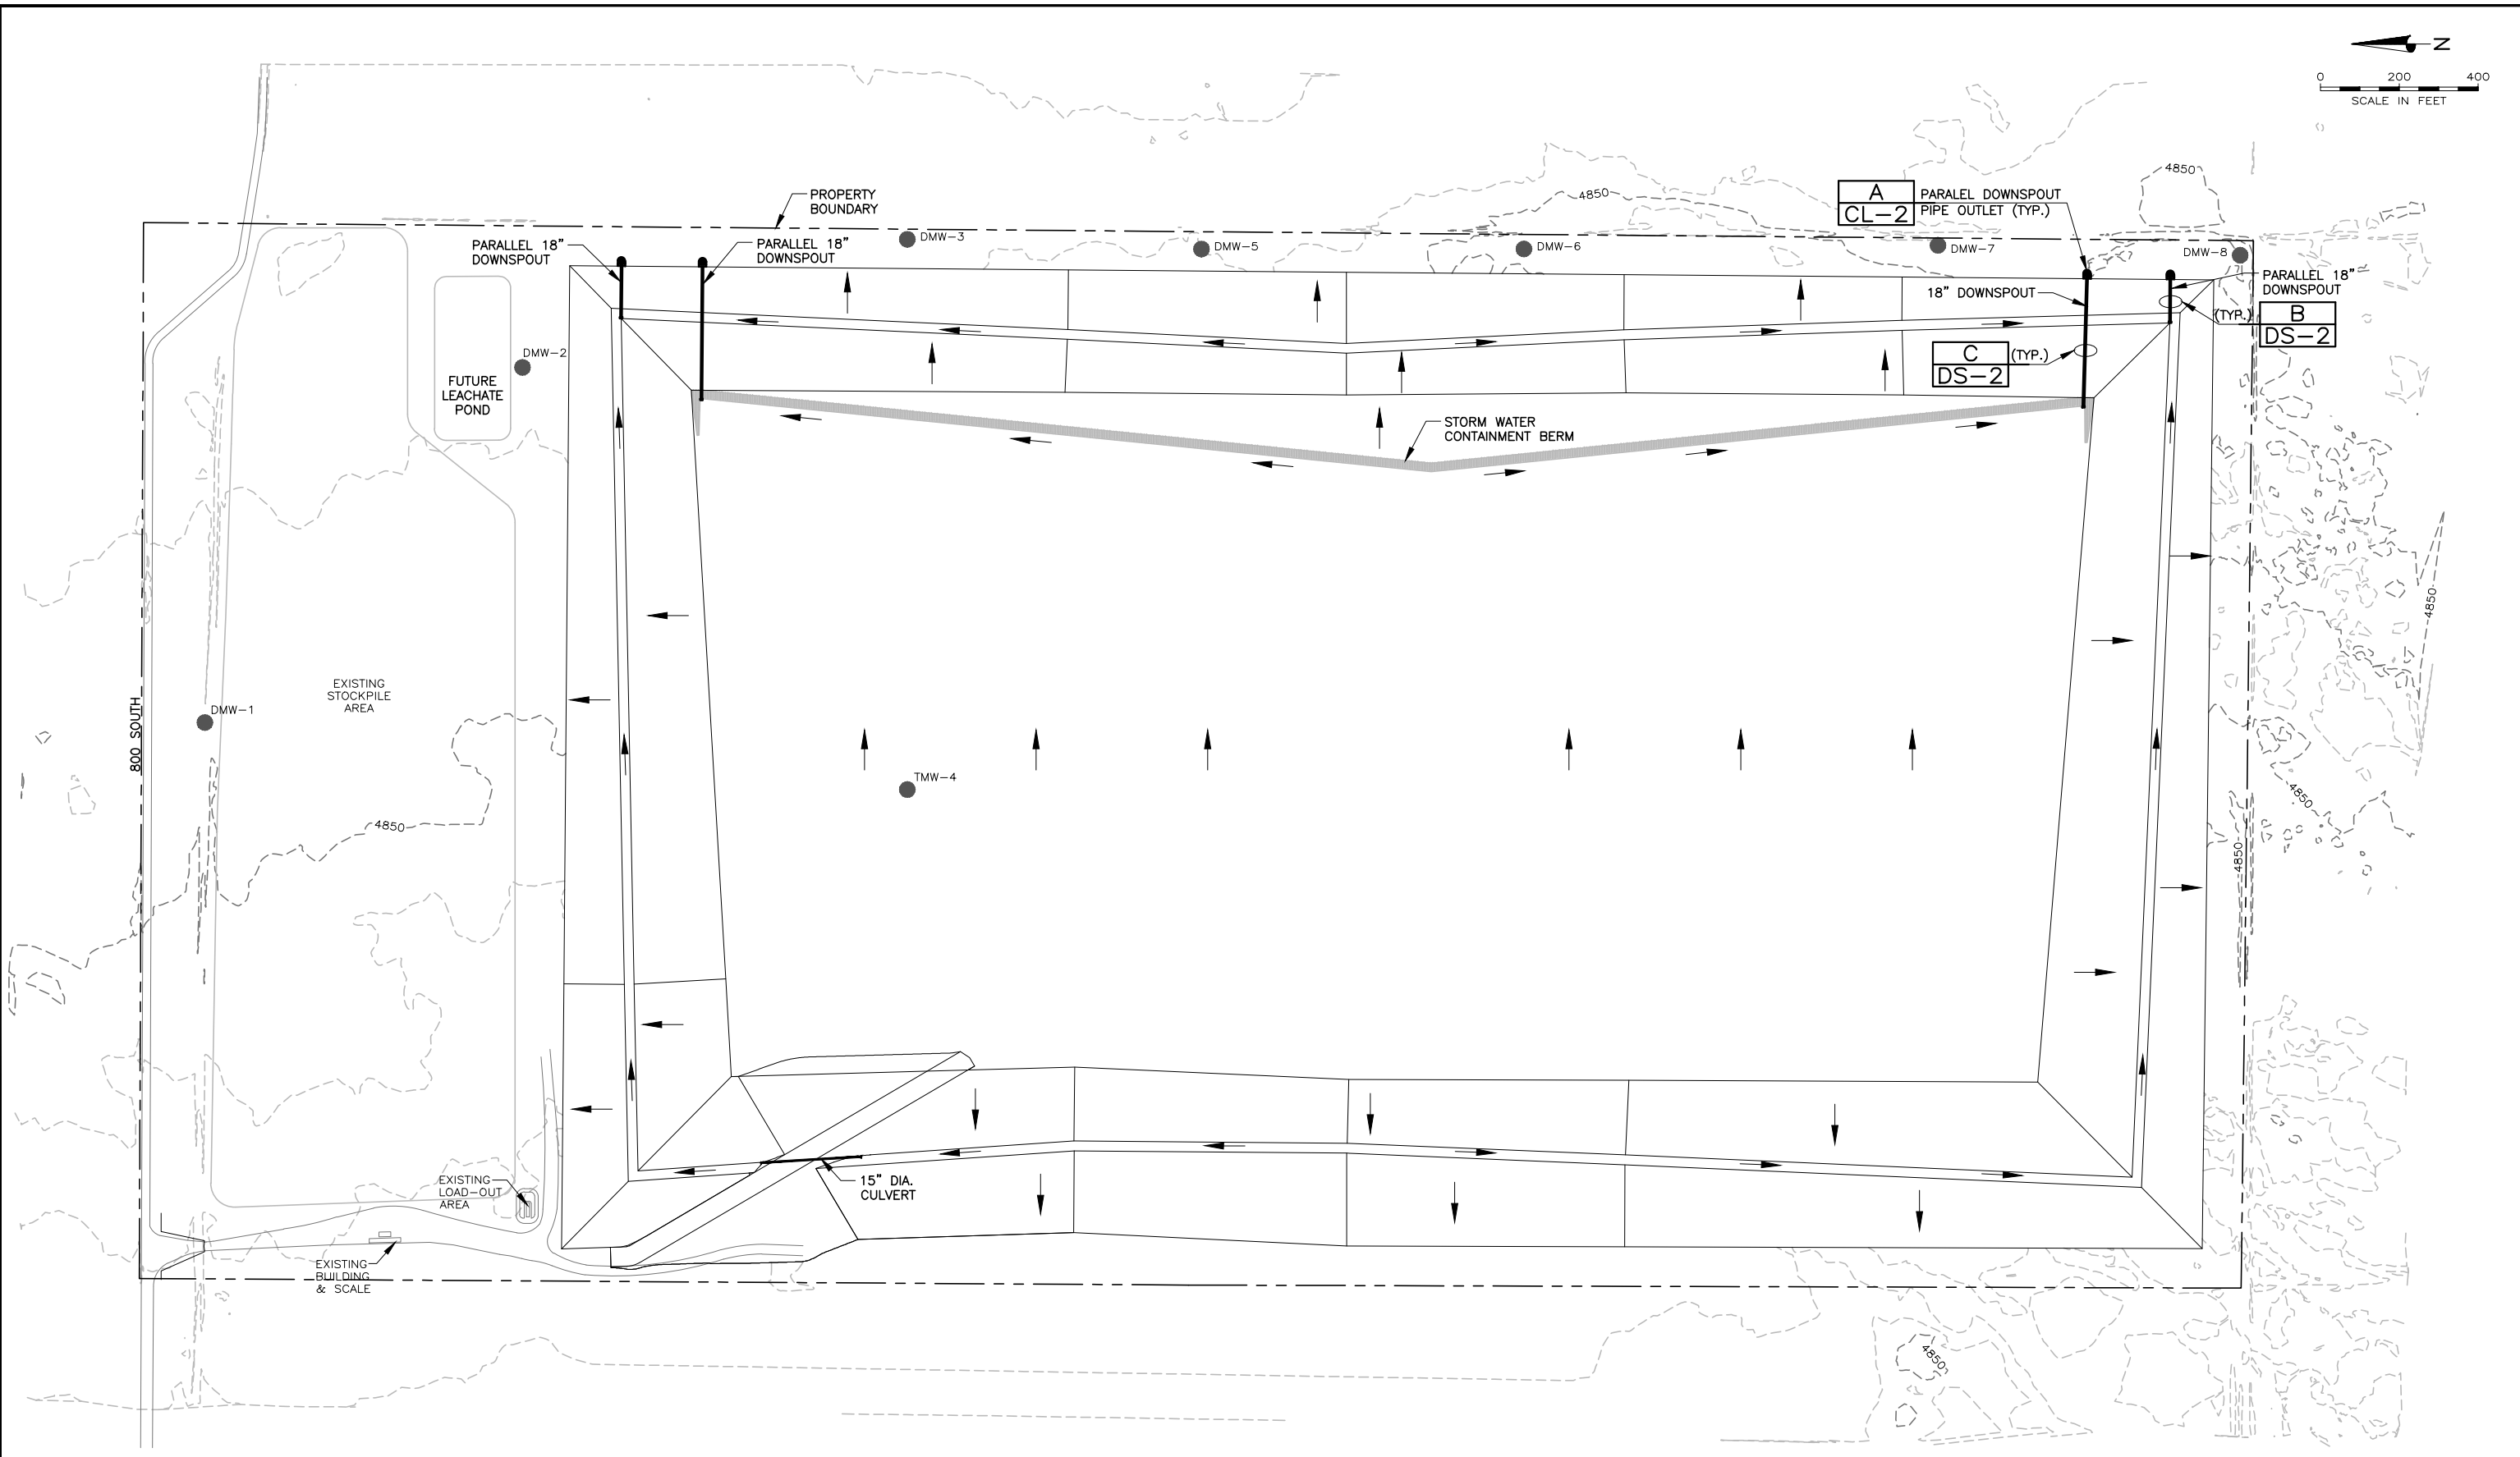 N
0 200 400
SCALE IN FEET
4850
PROPERTY
BOUNDARY
4850
A
CL-2
PARALEL DOWNSPOUT
PIPE OUTLET (TYP.)
PARALLEL 18"
DOWNSPOUT
PARALLEL 18"
DOWNSPOUT
DMW-3
DMW-5
DMW-6
DMW-7
DMW-8
PARALLEL 18"
DOWNSPOUT
18" DOWNSPOUT
(TYP.)
B
DS-2
C
DS-2
(TYP.)
DMW-2
FUTURE
LEACHATE
POND
STORM WATER
CONTAINMENT BERM
4850
EXISTING
STOCKPILE
AREA
DMW-1
800 SOUTH
TMW-4
4850
4850
4850
15" DIA.
CULVERT
EXISTING
LOAD-OUT
AREA
EXISTING
BUILDING
& SCALE
4850